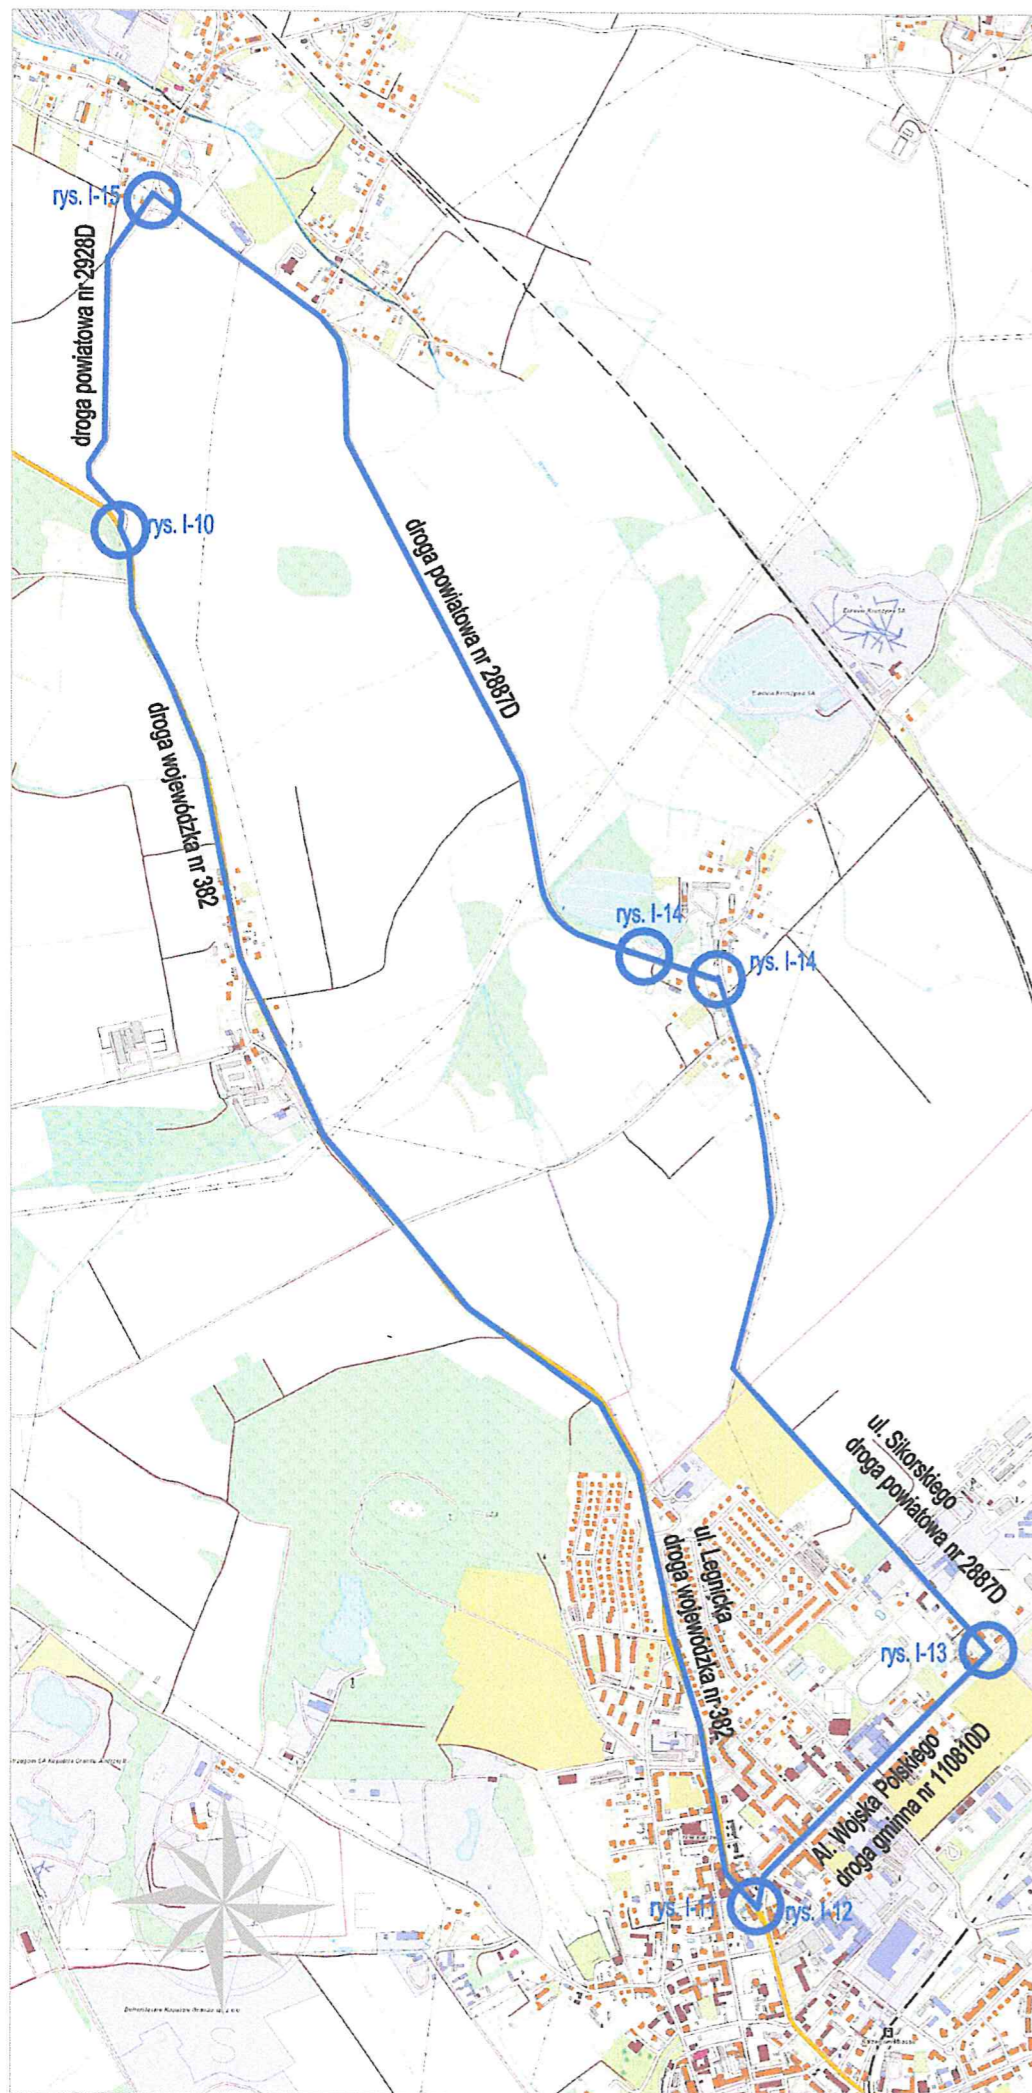 rys. I-15
droga powiatowa nr 2928D
rys. I-10
droga powiatowa nr 2887D
droga wojewódzka nr 382
rys. I-14
rys. I-14
ul. Sikorskiego
droga powiatowa nr 2887D
ul. Legnicka
droga wojewódzka nr 382
rys. I-13
Al. Wojska Polskiego
droga gminna nr 110810D
rys. I-11
rys. I-12
E
S